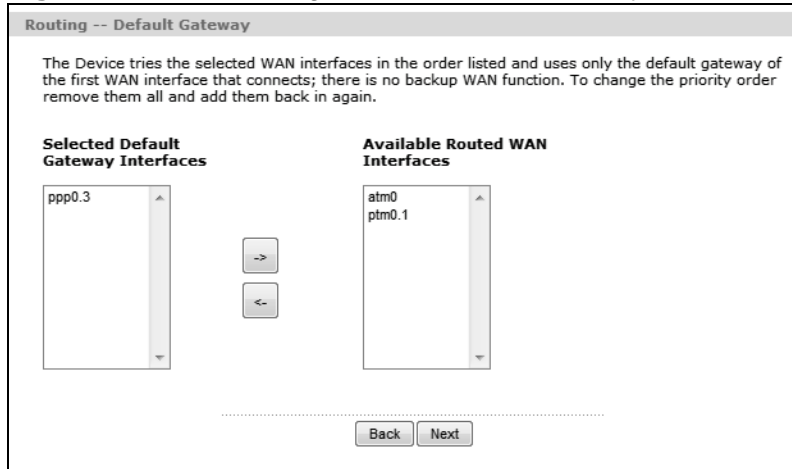 Routing -- Default Gateway
The Device tries the selected WAN interfaces in the order listed and uses only the default gateway of
the first WAN interface that connects; there is no backup WAN function. To change the priority order
remove them all and add them back in again.
Selected Default
Gateway Interfaces
Available Routed WAN
Interfaces
ppp0.3
atm0
ptm0.1
->
<-
Back Next